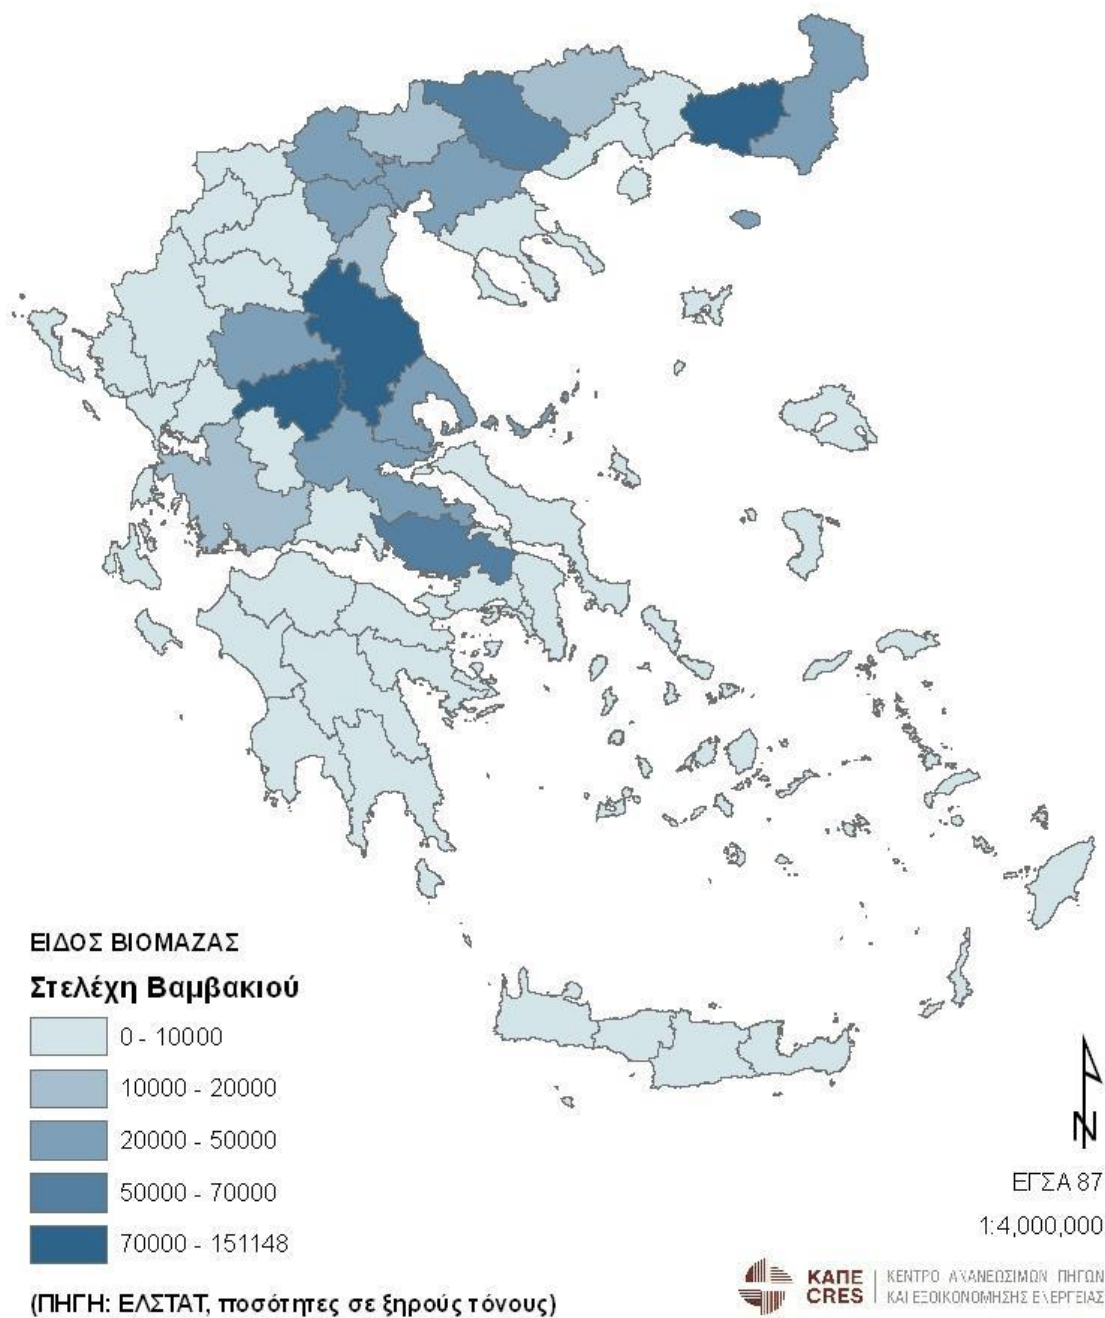 ΕΙΔΟΣ ΒΙΟΜΑΖΑΣ
Στελέχη Βαμβακιού
0 - 10000
10000 - 20000
20000 - 50000
50000 - 70000
70000 - 151148
(ΠΗΓΗ: ΕΛΣΤΑΤ, ποσότητες σε ξηρούς τόνους)
N
ΕΓΣΑ 87
1:4,000,000
ΚΑΠΕ
CRES
ΚΕΝΤΡΟ ΑΝΑΝΕΩΣΙΜΩΝ ΠΗΓΩΝ
ΚΑΙ ΕΞΟΙΚΟΝΟΜΗΣΗΣ ΕΝΕΡΓΕΙΑΣ